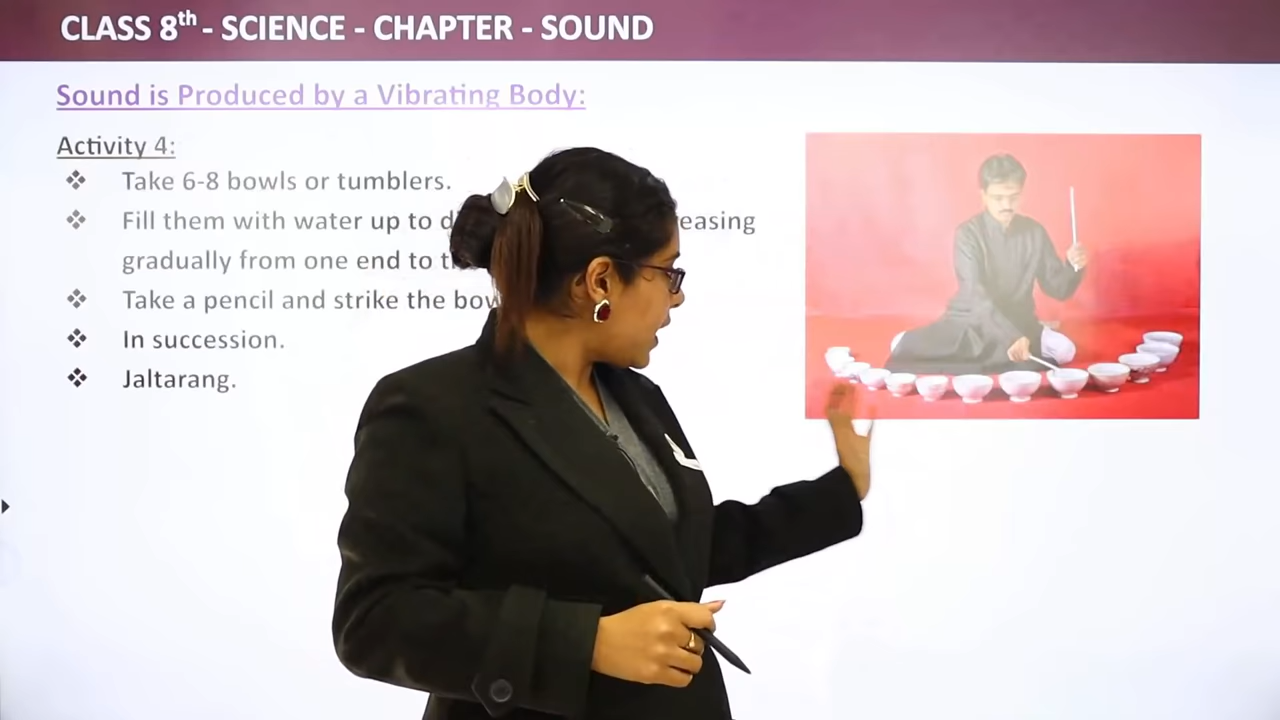 CLASS 8th - SCIENCE - CHAPTER - SOUND
Sound is Produced by a Vibrating Body:
Activity 4:
❖ Take 6-8 bowls or tumblers.
❖ Fill them with water up to
gradually from one end to
❖ Take a pencil and strike the
❖ In succession.
❖ Jaltarang.